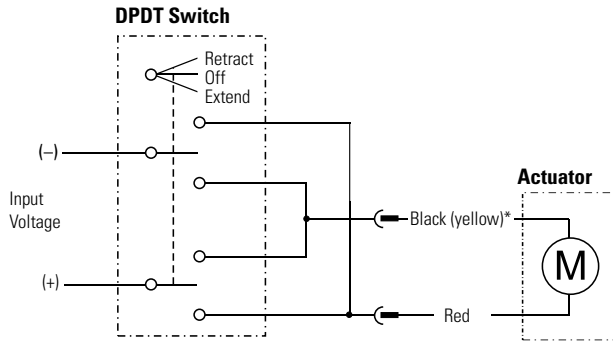 DPDT Switch
Retract
Off
Extend
(–)
Input
Voltage
(+)
Actuator
Black (yellow)*
M
Red